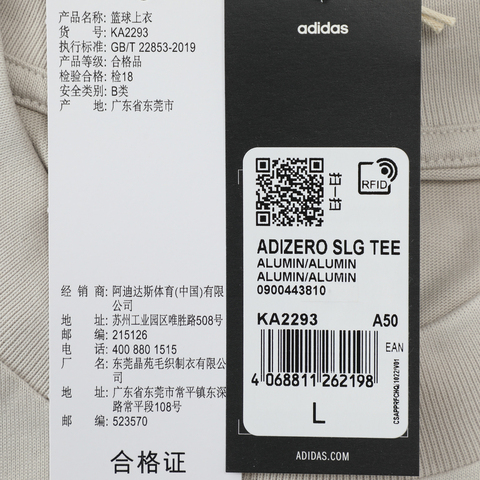 产品名称: 篮球上衣
货 号: KA2293
执行标准: GB/T 22853-2019
产品等级: 合格品
检验合格: 检18
安全类别: B类
产 地: 广东省东莞市
经 销 商: 阿迪达斯体育(中国)有限
公司
地 址: 苏州工业园区唯胜路508号
邮 编: 215126
电 话: 400 880 1515
厂 名: 东莞晶苑毛织制衣有限公司
地 址: 广东省东莞市常平镇东深
路常平段108号
邮 编: 523570
合格证
adidas
RFID
ADIZERO SLG TEE
ALUMIN/ALUMIN
ALUMIN/ALUMIN
0900443810
KA2293 A50
EAN
4 068811 262198
L
ADIDAS.COM